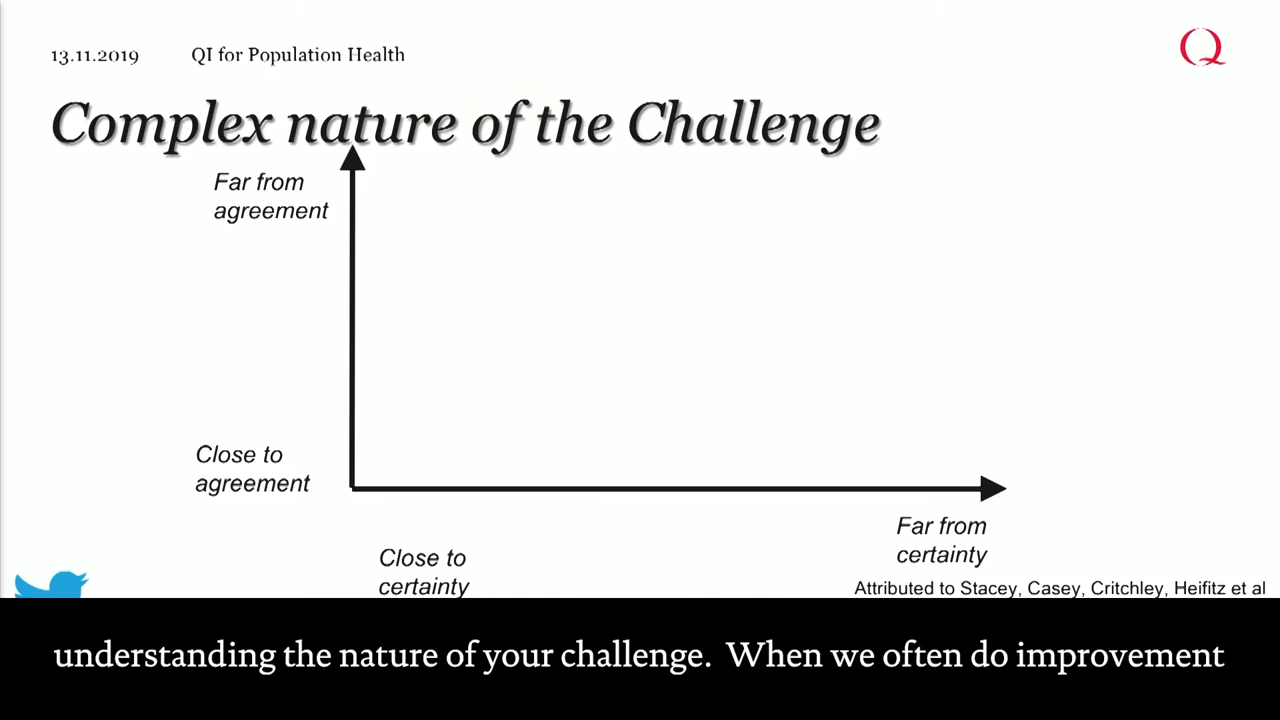 13.11.2019 QI for Population Health
Q
Complex nature of the Challenge
Far from
agreement
Close to
agreement
Far from
certainty
Close to
certainty
Attributed to Stacey, Casey, Critchley, Heifitz et al
understanding the nature of your challenge. When we often do improvement